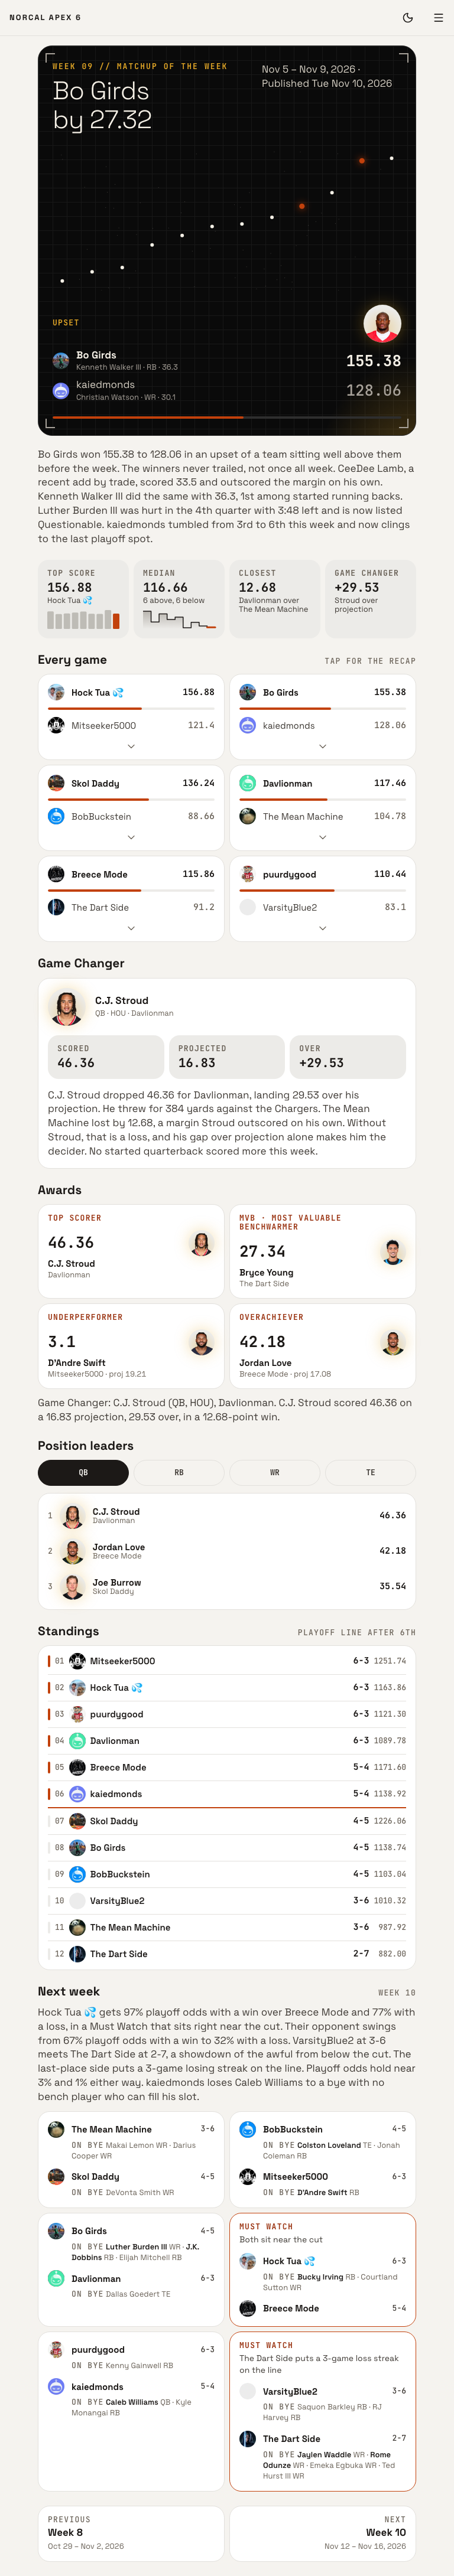 NORCAL APEX 6
WEEK 09 // MATCHUP OF THE WEEK
Bo Girds
by 27.32
Nov 5 – Nov 9, 2026 ·
Published Tue Nov 10, 2026
UPSET
Bo Girds
Kenneth Walker III · RB · 36.3
155.38
kaiedmonds
Christian Watson · WR · 30.1
128.06
Bo Girds won 155.38 to 128.06 in an upset of a team sitting well above them
before the week. The winners never trailed, not once all week. CeeDee Lamb, a
recent add by trade, scored 33.5 and outscored the margin on his own.
Kenneth Walker III did the same with 36.3, 1st among started running backs.
Luther Burden III was hurt in the 4th quarter with 3:48 left and is now listed
Questionable. kaiedmonds tumbled from 3rd to 6th this week and now clings
to the last playoff spot.
TOP SCORE
156.88
Hock Tua 💦
MEDIAN
116.66
6 above, 6 below
CLOSEST
12.68
Davlionman over
The Mean Machine
GAME CHANGER
+29.53
Stroud over
projection
Every game
TAP FOR THE RECAP
Hock Tua 💦 156.88
Mitseeker5000 121.4
Bo Girds 155.38
kaiedmonds 128.06
Skol Daddy 136.24
BobBuckstein 88.66
Davlionman 117.46
The Mean Machine 104.78
Breece Mode 115.86
The Dart Side 91.2
puurdygood 110.44
VarsityBlue2 83.1
Game Changer
C.J. Stroud
QB · HOU · Davlionman
SCORED
46.36
PROJECTED
16.83
OVER
+29.53
C.J. Stroud dropped 46.36 for Davlionman, landing 29.53 over his
projection. He threw for 384 yards against the Chargers. The Mean
Machine lost by 12.68, a margin Stroud outscored on his own. Without
Stroud, that is a loss, and his gap over projection alone makes him the
decider. No started quarterback scored more this week.
Awards
TOP SCORER
46.36
C.J. Stroud
Davlionman
MVB · MOST VALUABLE
BENCHWARMER
27.34
Bryce Young
The Dart Side
UNDERPERFORMER
3.1
D'Andre Swift
Mitseeker5000 · proj 19.21
OVERACHIEVER
42.18
Jordan Love
Breece Mode · proj 17.08
Game Changer: C.J. Stroud (QB, HOU), Davlionman. C.J. Stroud scored 46.36 on
a 16.83 projection, 29.53 over, in a 12.68-point win.
Position leaders
QB RB WR TE
1 C.J. Stroud 46.36
Davlionman
2 Jordan Love 42.18
Breece Mode
3 Joe Burrow 35.54
Skol Daddy
Standings
PLAYOFF LINE AFTER 6TH
01 Mitseeker5000 6-3 1251.74
02 Hock Tua 💦 6-3 1163.86
03 puurdygood 6-3 1121.30
04 Davlionman 6-3 1089.78
05 Breece Mode 5-4 1171.60
06 kaiedmonds 5-4 1138.92
07 Skol Daddy 4-5 1226.06
08 Bo Girds 4-5 1138.74
09 BobBuckstein 4-5 1103.04
10 VarsityBlue2 3-6 1010.32
11 The Mean Machine 3-6 987.92
12 The Dart Side 2-7 882.00
Next week
WEEK 10
Hock Tua 💦 gets 97% playoff odds with a win over Breece Mode and 77% with
a loss, in a Must Watch that sits right near the cut. Their opponent swings
from 67% playoff odds with a win to 32% with a loss. VarsityBlue2 at 3-6
meets The Dart Side at 2-7, a showdown of the awful from below the cut. The
last-place side puts a 3-game losing streak on the line. Playoff odds hold near
3% and 1% either way. kaiedmonds loses Caleb Williams to a bye with no
bench player who can fill his slot.
The Mean Machine 3-6
ON BYE Makai Lemon WR · Darius
Cooper WR
Skol Daddy 4-5
ON BYE DeVonta Smith WR
BobBuckstein 4-5
ON BYE Colston Loveland TE · Jonah
Coleman RB
Mitseeker5000 6-3
ON BYE D'Andre Swift RB
Bo Girds 4-5
ON BYE Luther Burden III WR · J.K.
Dobbins RB · Elijah Mitchell RB
Davlionman 6-3
ON BYE Dallas Goedert TE
MUST WATCH
Both sit near the cut
Hock Tua 💦 6-3
ON BYE Bucky Irving RB · Courtland
Sutton WR
Breece Mode 5-4
puurdygood 6-3
ON BYE Kenny Gainwell RB
kaiedmonds 5-4
ON BYE Caleb Williams QB · Kyle
Monangai RB
MUST WATCH
The Dart Side puts a 3-game loss streak
on the line
VarsityBlue2 3-6
ON BYE Saquon Barkley RB · RJ
Harvey RB
The Dart Side 2-7
ON BYE Jaylen Waddle WR · Rome
Odunze WR · Emeka Egbuka WR · Ted
Hurst III WR
PREVIOUS
Week 8
Oct 29 – Nov 2, 2026
NEXT
Week 10
Nov 12 – Nov 16, 2026